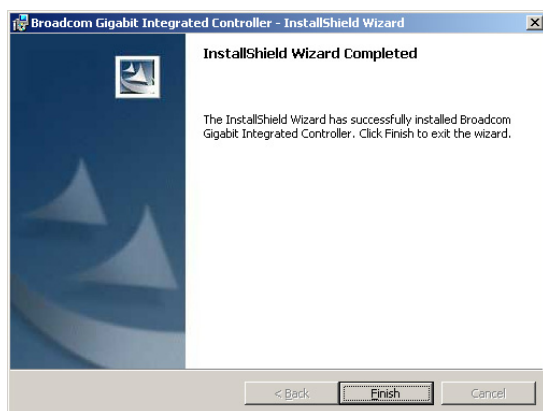 Broadcom Gigabit Integrated Controller - InstallShield Wizard
InstallShield Wizard Completed
The InstallShield Wizard has successfully installed Broadcom
Gigabit Integrated Controller. Click Finish to exit the wizard.
< Back
Finish
Cancel